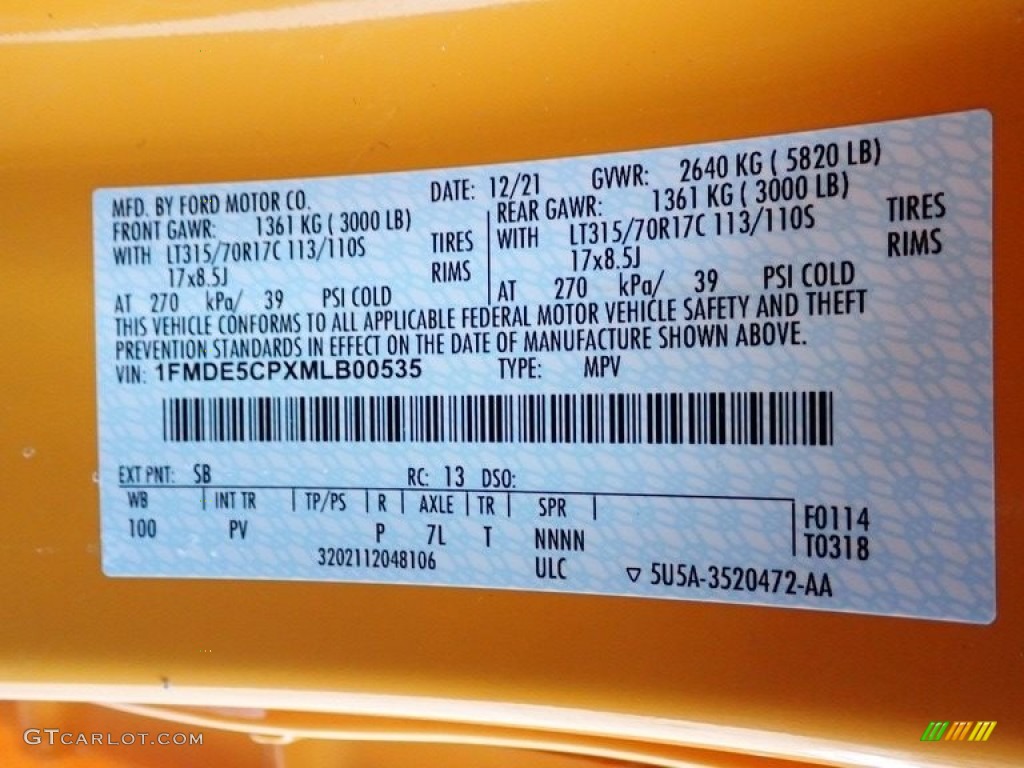 MFD. BY FORD MOTOR CO. DATE: 12/21 GVWR: 2640 KG ( 5820 LB)
FRONT GAWR: 1361 KG ( 3000 LB) REAR GAWR: 1361 KG ( 3000 LB)
WITH LT315/70R17C 113/110S TIRES WITH LT315/70R17C 113/110S TIRES
17x8.5J RIMS 17x8.5J RIMS
AT 270 kPa/ 39 PSI COLD AT 270 kPa/ 39 PSI COLD
THIS VEHICLE CONFORMS TO ALL APPLICABLE FEDERAL MOTOR VEHICLE SAFETY AND THEFT
PREVENTION STANDARDS IN EFFECT ON THE DATE OF MANUFACTURE SHOWN ABOVE.
VIN: 1FMDE5CPXMLB00535 TYPE: MPV
EXT PNT: SB RC: 13 DSO:
WB INT TR TP/PS R AXLE TR SPR F0114
100 PV P 7L T NNNN T0318
3202112048106 ULC 5U5A-3520472-AA
GTCARLOT.COM